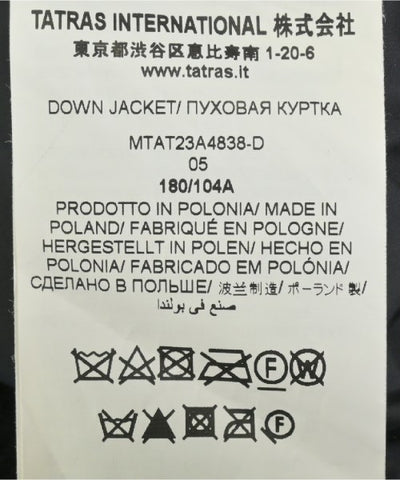 TATRAS INTERNATIONAL 株式会社
東京都渋谷区恵比寿南 1-20-6
www.tatras.it
DOWN JACKET/ ПУХОВАЯ КУРТКА
MTAT23A4838-D
05
180/104A
PRODOTTO IN POLONIA/ MADE IN
POLAND/ FABRIQUÉ EN POLOGNE/
HERGESTELLT IN POLEN/ HECHO EN
POLONIA/ FABRICADO EM POLÓNIA/
СДЕЛАНО В ПОЛЬШЕ/ 波兰制造/ ポーランド製/
صنع في بولندا
F W
F